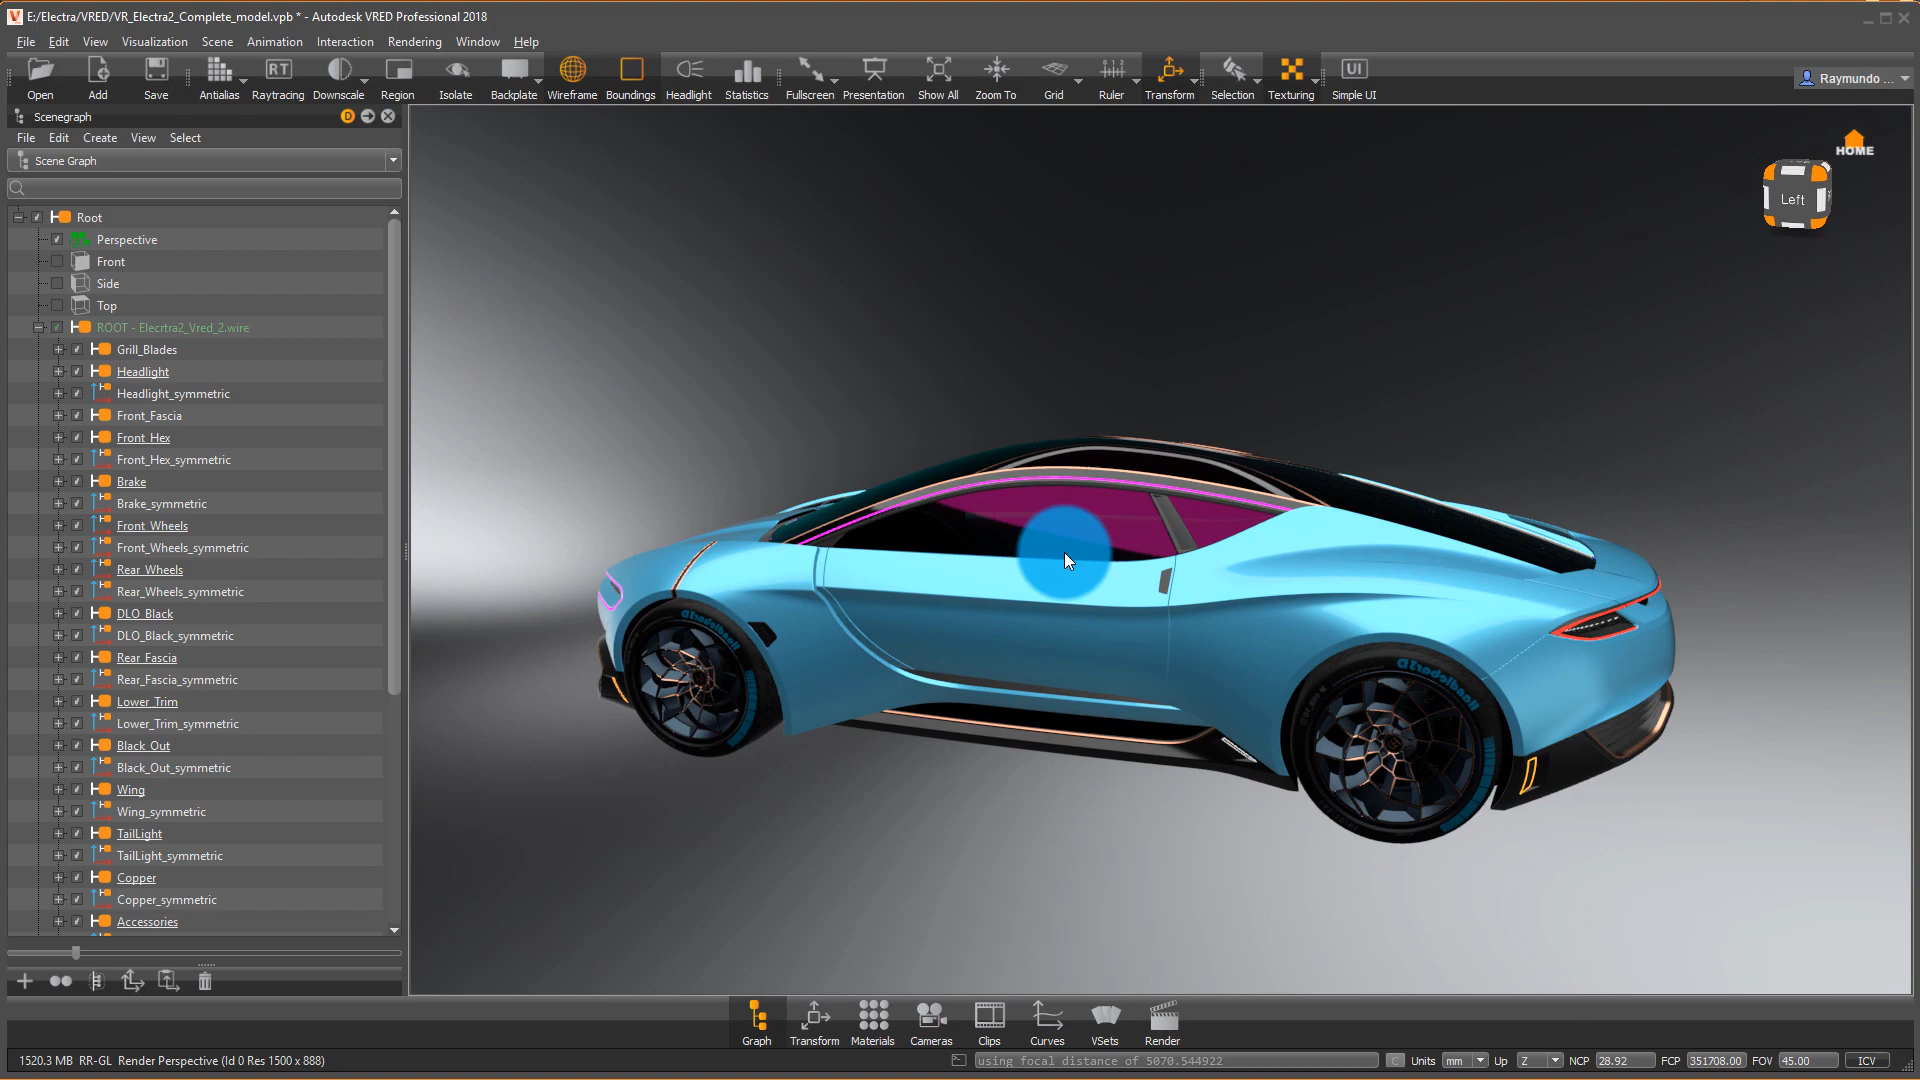 E:/Electra/VRED/VR_Electra2_Complete_model.vpb * - Autodesk VRED Professional 2018
File Edit View Visualization Scene Animation Interaction Rendering Window Help
Open Add Save Antialias Raytracing Downscale Region Isolate Backplate Wireframe Boundings Headlight Statistics Fullscreen Presentation Show All Zoom To Grid Ruler Transform Selection Texturing Simple UI
RT
UI
Raymundo ...
Scenegraph
D
File Edit Create View Select
Scene Graph
HOME
Left
Root
Perspective
Front
Side
Top
ROOT - Elecrtra2_Vred_2.wire
Grill_Blades
Headlight
Headlight_symmetric
Front_Fascia
Front_Hex
Front_Hex_symmetric
Brake
Brake_symmetric
Front_Wheels
Front_Wheels_symmetric
Rear_Wheels
Rear_Wheels_symmetric
DLO_Black
DLO_Black_symmetric
Rear_Fascia
Rear_Fascia_symmetric
Lower_Trim
Lower_Trim_symmetric
Black_Out
Black_Out_symmetric
Wing
Wing_symmetric
TailLight
TailLight_symmetric
Copper
Copper_symmetric
Accessories
Graph Transform Materials Cameras Clips Curves VSets Render
1520.3 MB RR-GL Render Perspective (Id 0 Res 1500 x 888)
using focal distance of 5070.544922
C Units mm Up Z NCP 28.92 FCP 351708.00 FOV 45.00 ICV